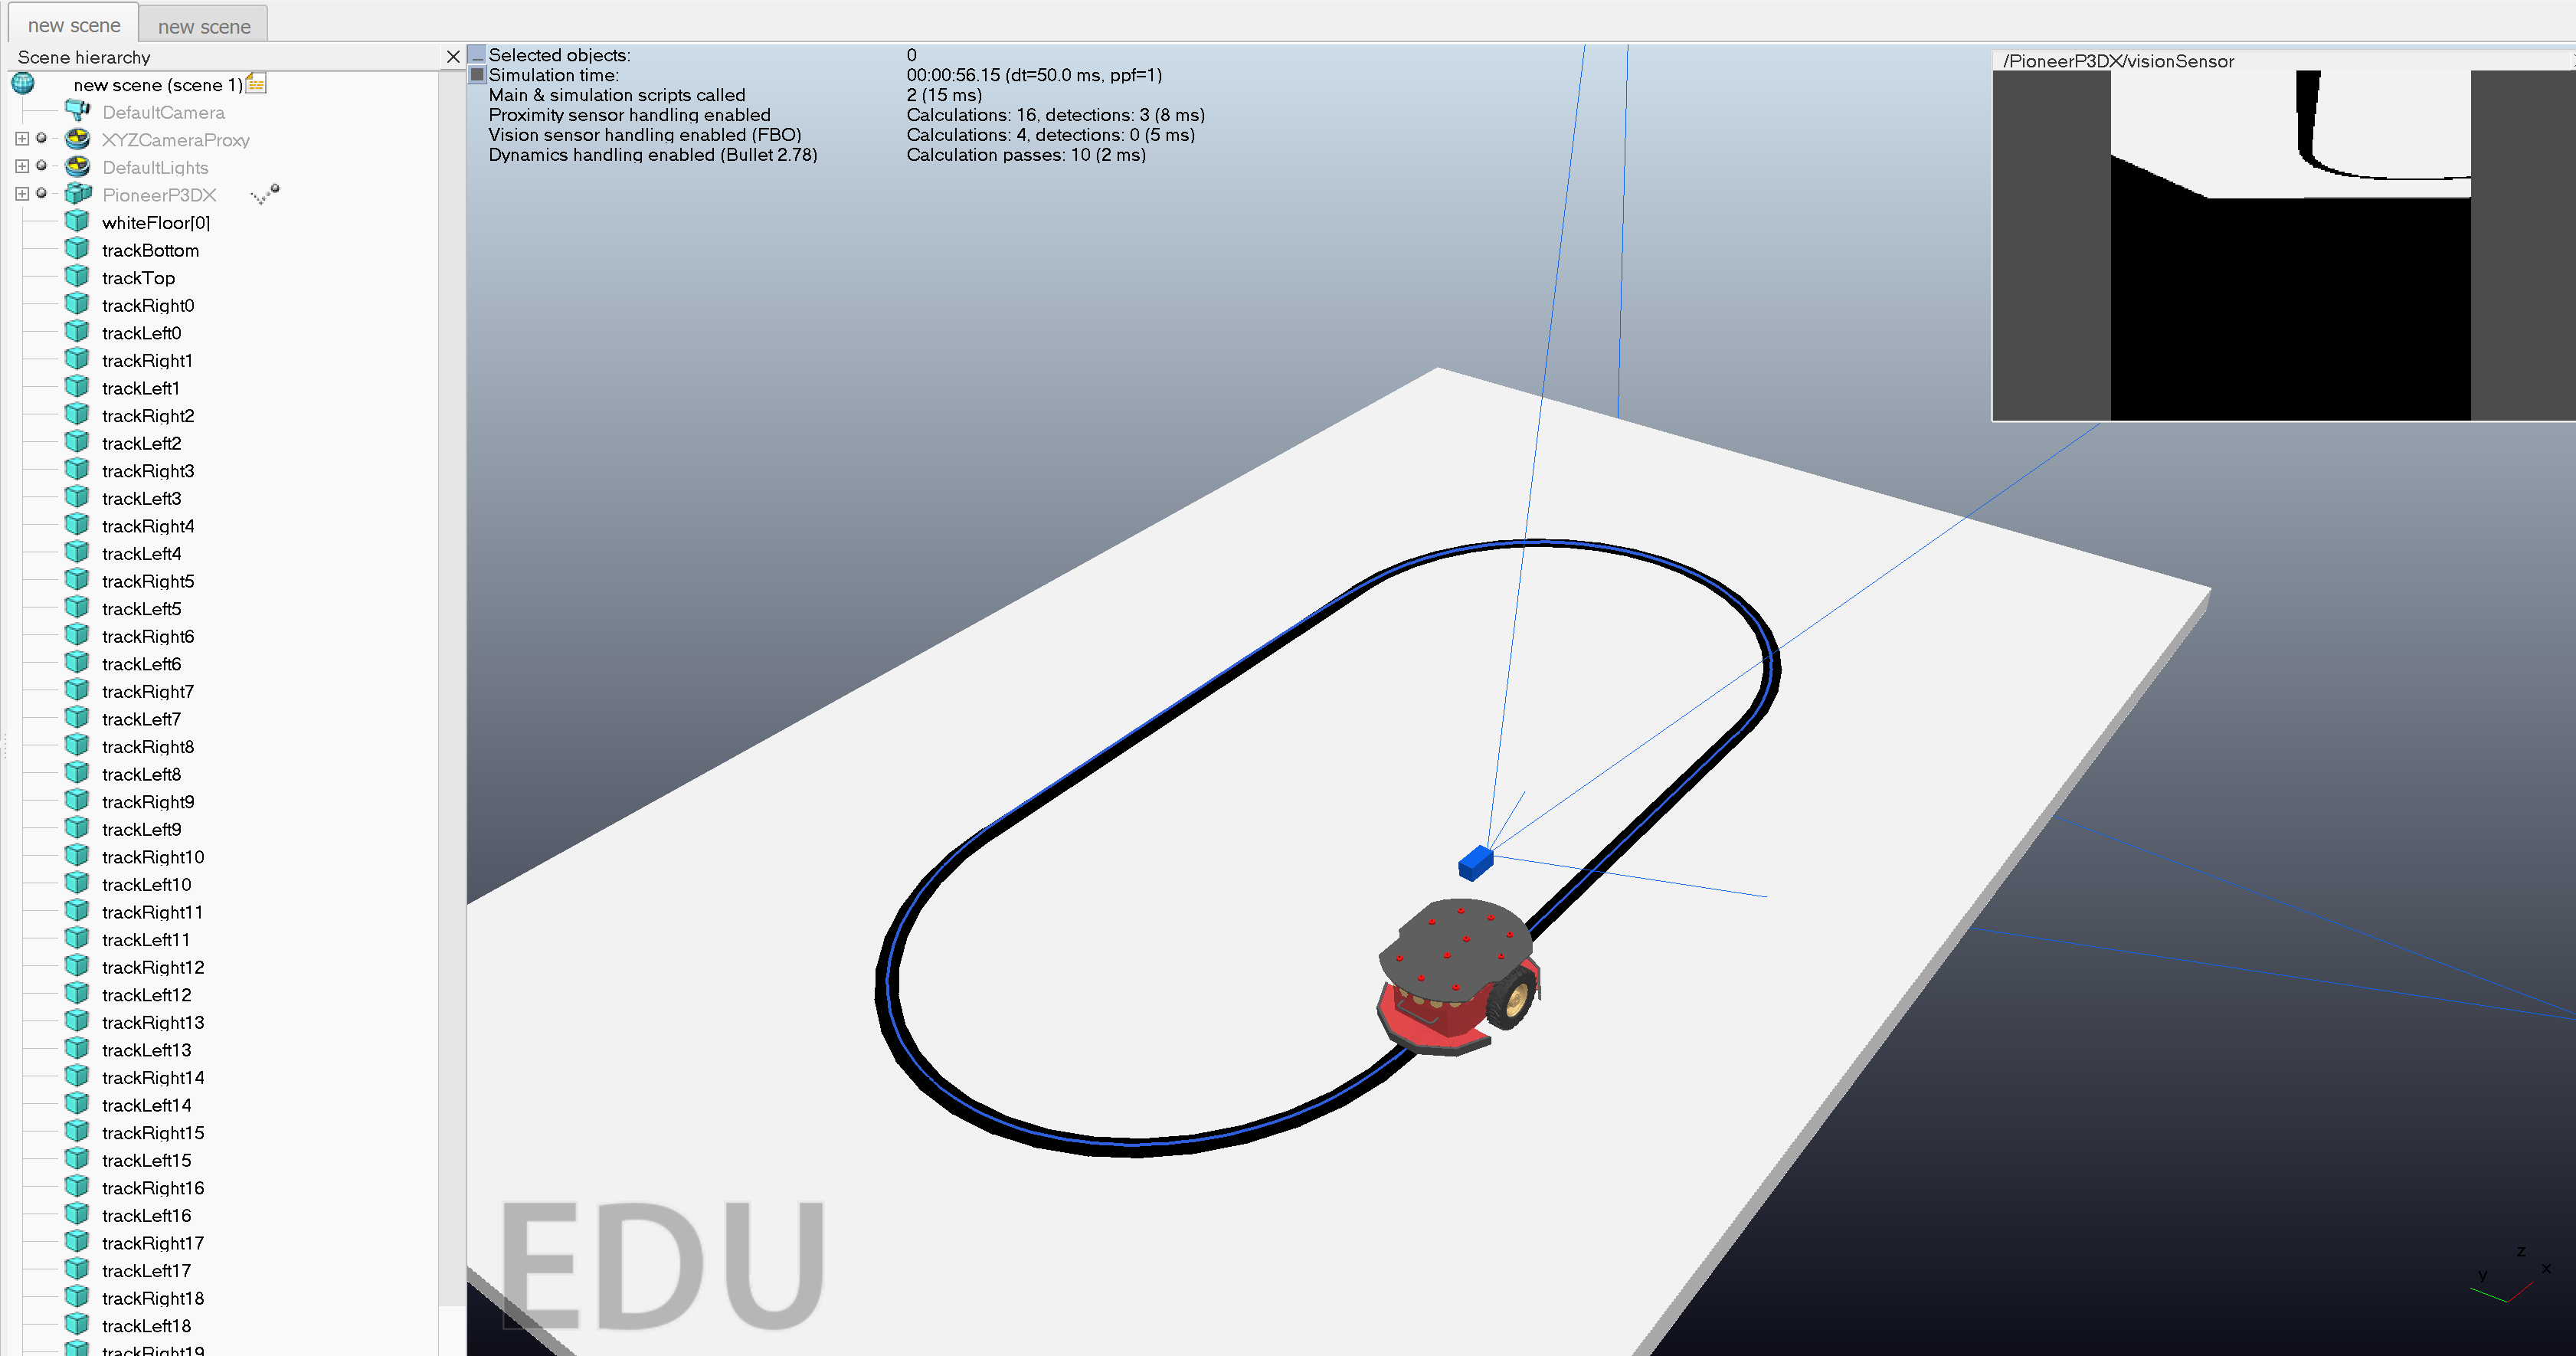 new scene
new scene
Scene hierarchy
new scene (scene 1)
DefaultCamera
XYZCameraProxy
DefaultLights
PioneerP3DX
whiteFloor[0]
trackBottom
trackTop
trackRight0
trackLeft0
trackRight1
trackLeft1
trackRight2
trackLeft2
trackRight3
trackLeft3
trackRight4
trackLeft4
trackRight5
trackLeft5
trackRight6
trackLeft6
trackRight7
trackLeft7
trackRight8
trackLeft8
trackRight9
trackLeft9
trackRight10
trackLeft10
trackRight11
trackLeft11
trackRight12
trackLeft12
trackRight13
trackLeft13
trackRight14
trackLeft14
trackRight15
trackLeft15
trackRight16
trackLeft16
trackRight17
trackLeft17
trackRight18
trackLeft18
trackRight19
Selected objects: 0
Simulation time: 00:00:56.15 (dt=50.0 ms, ppf=1)
Main & simulation scripts called 2 (15 ms)
Proximity sensor handling enabled Calculations: 16, detections: 3 (8 ms)
Vision sensor handling enabled (FBO) Calculations: 4, detections: 0 (5 ms)
Dynamics handling enabled (Bullet 2.78) Calculation passes: 10 (2 ms)
/PioneerP3DX/visionSensor
EDU
z
y x